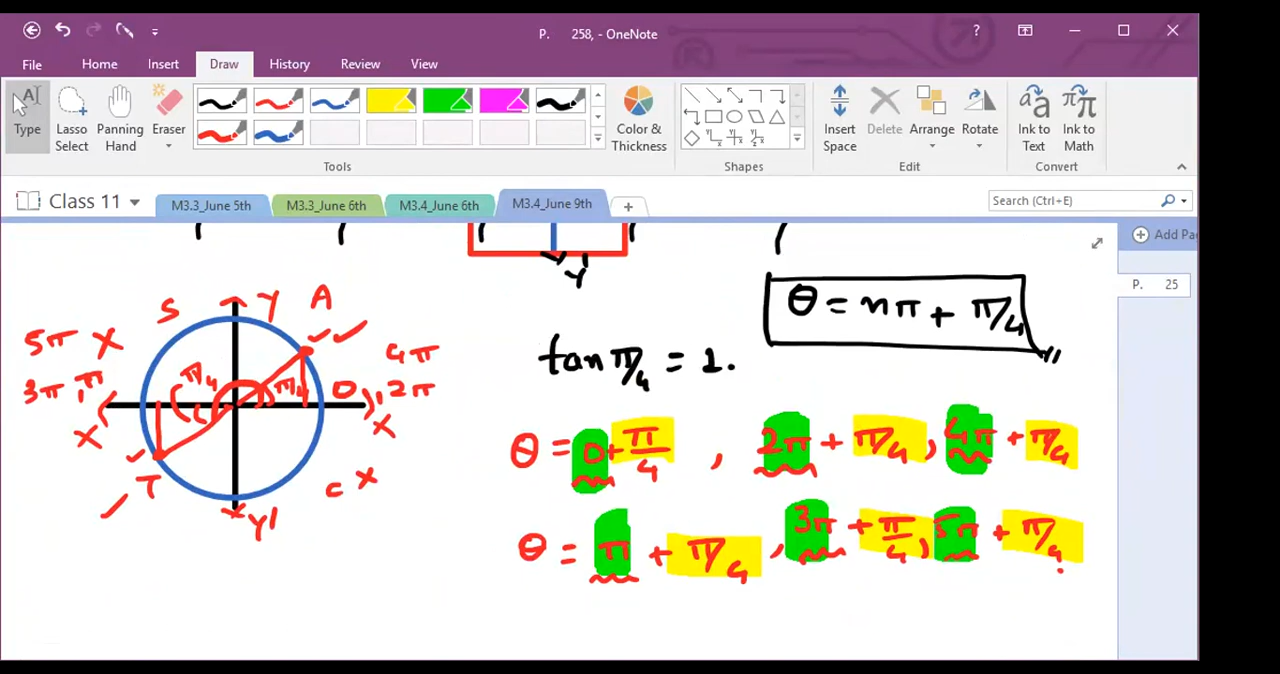 P. 258, - OneNote
?
File Home Insert Draw History Review View
Type
Lasso Select
Panning Hand
Eraser
Color & Thickness
Insert Space
Delete
Arrange
Rotate
Ink to Text
Ink to Math
Tools
Shapes
Edit
Convert
Class 11
M3.3_June 5th
M3.3_June 6th
M3.4_June 6th
M3.4_June 9th
+
Search (Ctrl+E)
Add Pa
P. 25
Y'
θ = nπ + π/4
tan π/4 = 1.
S Y A
5π X
4π
3π, π
π/4 π/4
0, 2π
X X
T C X
Y'
θ = 0 + π/4 , 2π + π/4, 4π + π/4
θ = π + π/4, 3π + π/4, 5π + π/4